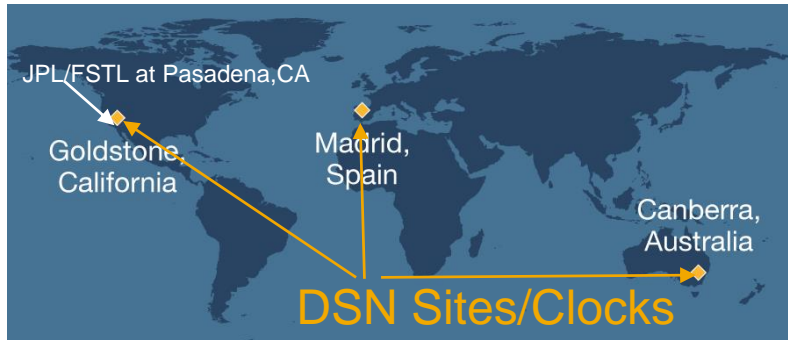 JPL/FSTL at Pasadena,CA
Goldstone,
California
Madrid,
Spain
Canberra,
Australia
DSN Sites/Clocks